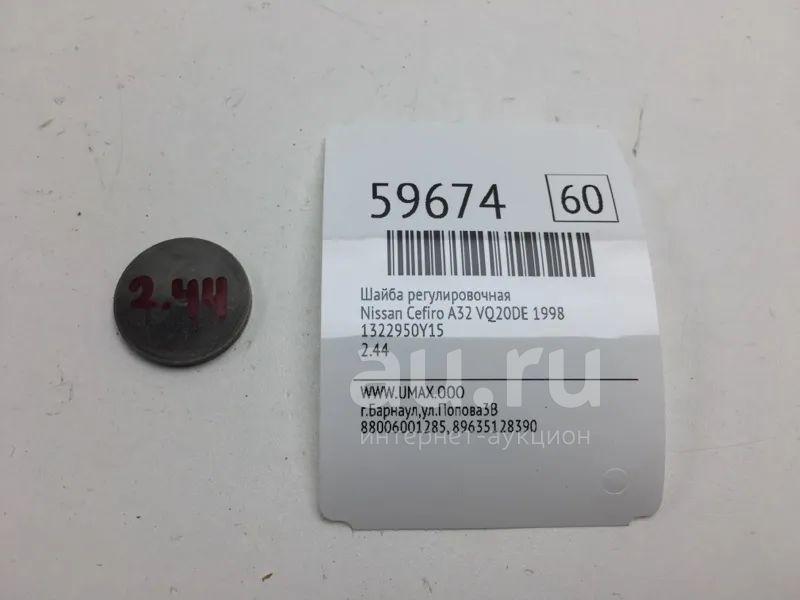 2.44
59674 60
Шайба регулировочная
Nissan Cefiro A32 VQ20DE 1998
1322950Y15
2.44
WWW.UMAX.OOO
г.Барнаул,ул.Попова3В
88006001285, 89635128390
au.ru
интернет-аукцион